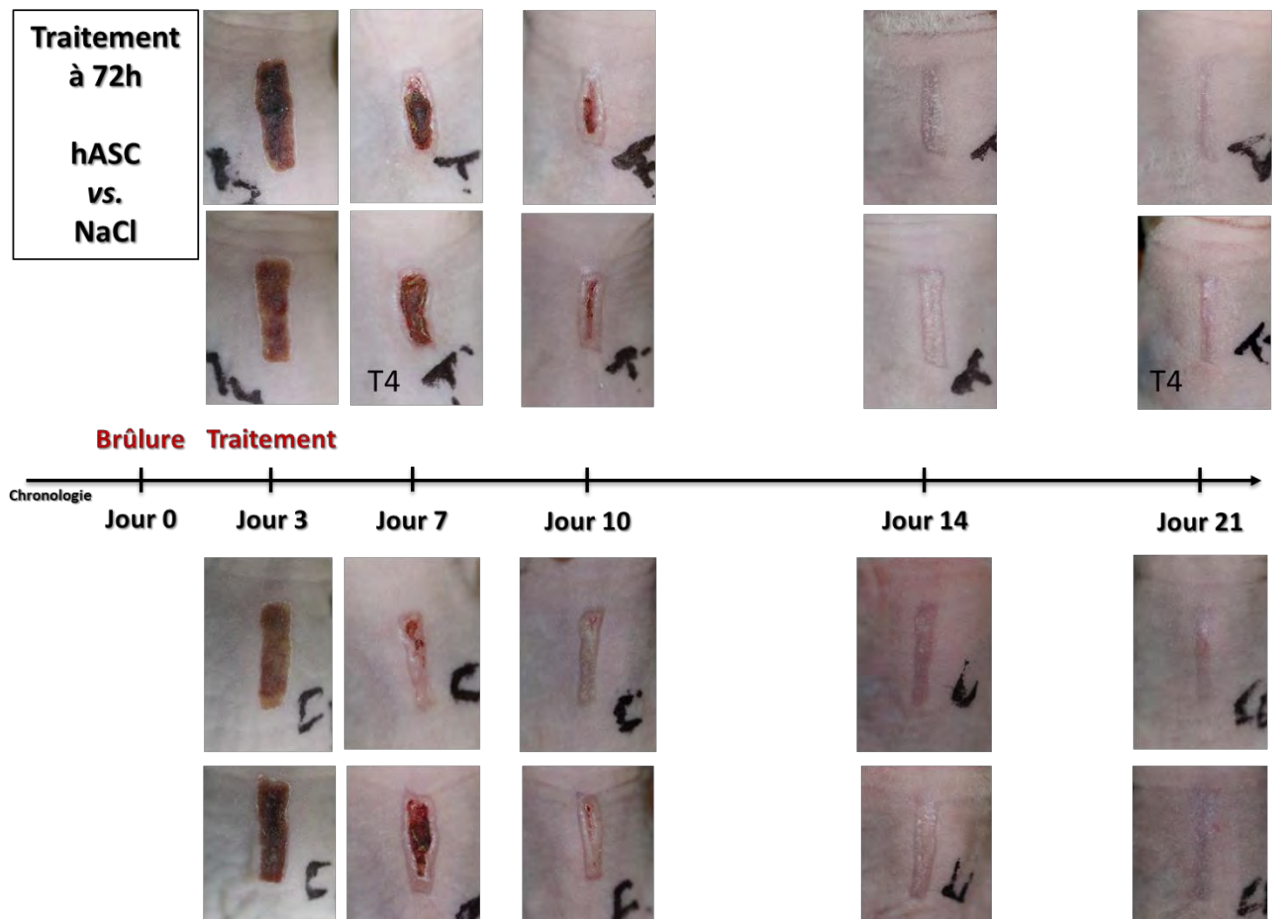 Traitement
à 72h
hASC
vs.
NaCl
T4
T4
Brûlure Traitement
Chronologie
Jour 0 Jour 3 Jour 7 Jour 10 Jour 14 Jour 21